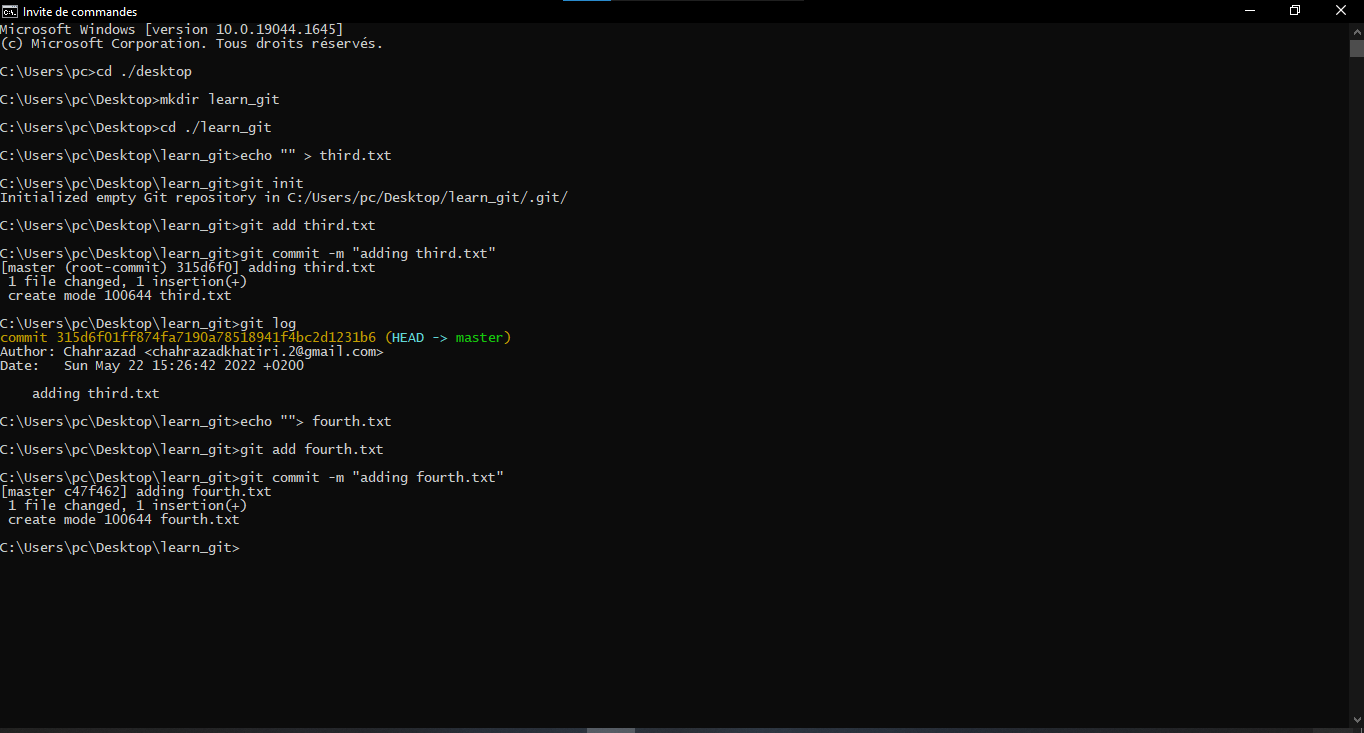 Invite de commandes
Microsoft Windows [version 10.0.19044.1645]
(c) Microsoft Corporation. Tous droits réservés.
C:\Users\pc>cd ./desktop
C:\Users\pc\Desktop>mkdir learn_git
C:\Users\pc\Desktop>cd ./learn_git
C:\Users\pc\Desktop\learn_git>echo "" > third.txt
C:\Users\pc\Desktop\learn_git>git init
Initialized empty Git repository in C:/Users/pc/Desktop/learn_git/.git/
C:\Users\pc\Desktop\learn_git>git add third.txt
C:\Users\pc\Desktop\learn_git>git commit -m "adding third.txt"
[master (root-commit) 315d6f0] adding third.txt
 1 file changed, 1 insertion(+)
 create mode 100644 third.txt
C:\Users\pc\Desktop\learn_git>git log
commit 315d6f01ff874fa7190a78518941f4bc2d1231b6 (HEAD -> master)
Author: Chahrazad <chahrazadkhatiri.2@gmail.com>
Date:   Sun May 22 15:26:42 2022 +0200
    adding third.txt
C:\Users\pc\Desktop\learn_git>echo ""> fourth.txt
C:\Users\pc\Desktop\learn_git>git add fourth.txt
C:\Users\pc\Desktop\learn_git>git commit -m "adding fourth.txt"
[master c47f462] adding fourth.txt
 1 file changed, 1 insertion(+)
 create mode 100644 fourth.txt
C:\Users\pc\Desktop\learn_git>